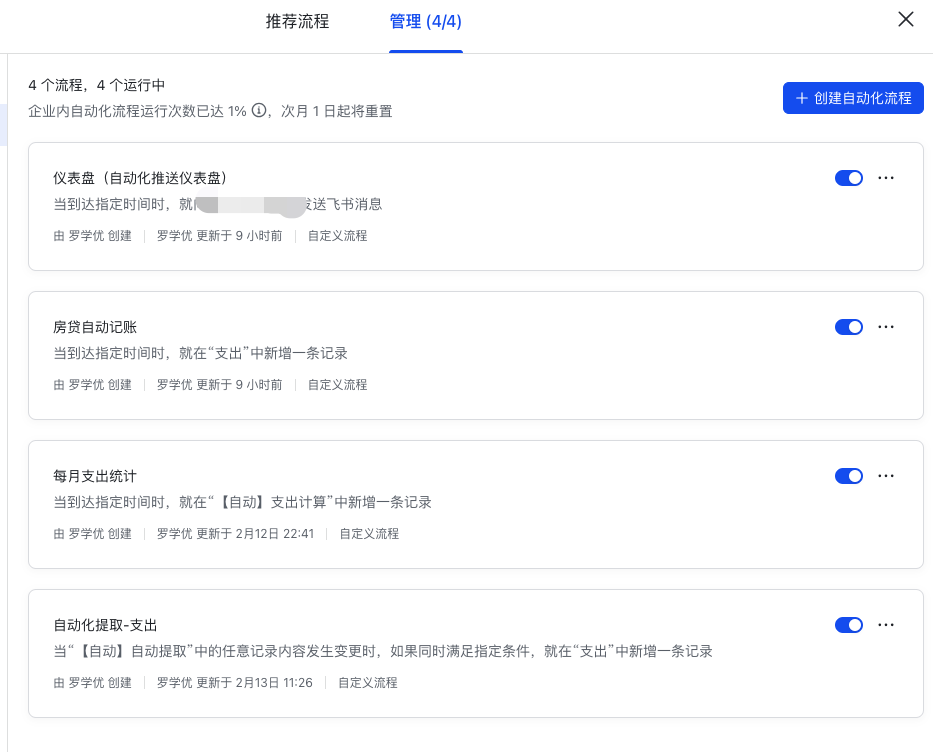 推荐流程
管理 (4/4)
4 个流程，4 个运行中
企业内自动化流程运行次数已达 1% ，次月 1 日起将重置
创建自动化流程
仪表盘（自动化推送仪表盘）
当到达指定时间时，就 发送飞书消息
由 罗学优 创建 罗学优 更新于 9 小时前 自定义流程
房贷自动记账
当到达指定时间时，就在“支出”中新增一条记录
由 罗学优 创建 罗学优 更新于 9 小时前 自定义流程
每月支出统计
当到达指定时间时，就在“【自动】支出计算”中新增一条记录
由 罗学优 创建 罗学优 更新于 2月12日 22:41 自定义流程
自动化提取-支出
当“【自动】自动提取”中的任意记录内容发生变更时，如果同时满足指定条件，就在“支出”中新增一条记录
由 罗学优 创建 罗学优 更新于 2月13日 11:26 自定义流程